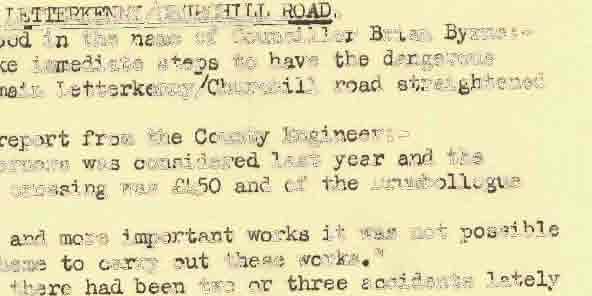 LETTERKENNY/CHURCHILL ROAD.
in the name of Councillor Brian Byrne:-
immediate steps to have the dangerous
main Letterkenny/Churchill road straightened
report from the County Engineer:-
was considered last year and the
crossing was £150 and of the Drumbollogue
and more important works it was not possible
to carry out these works."
there had been two or three accidents lately